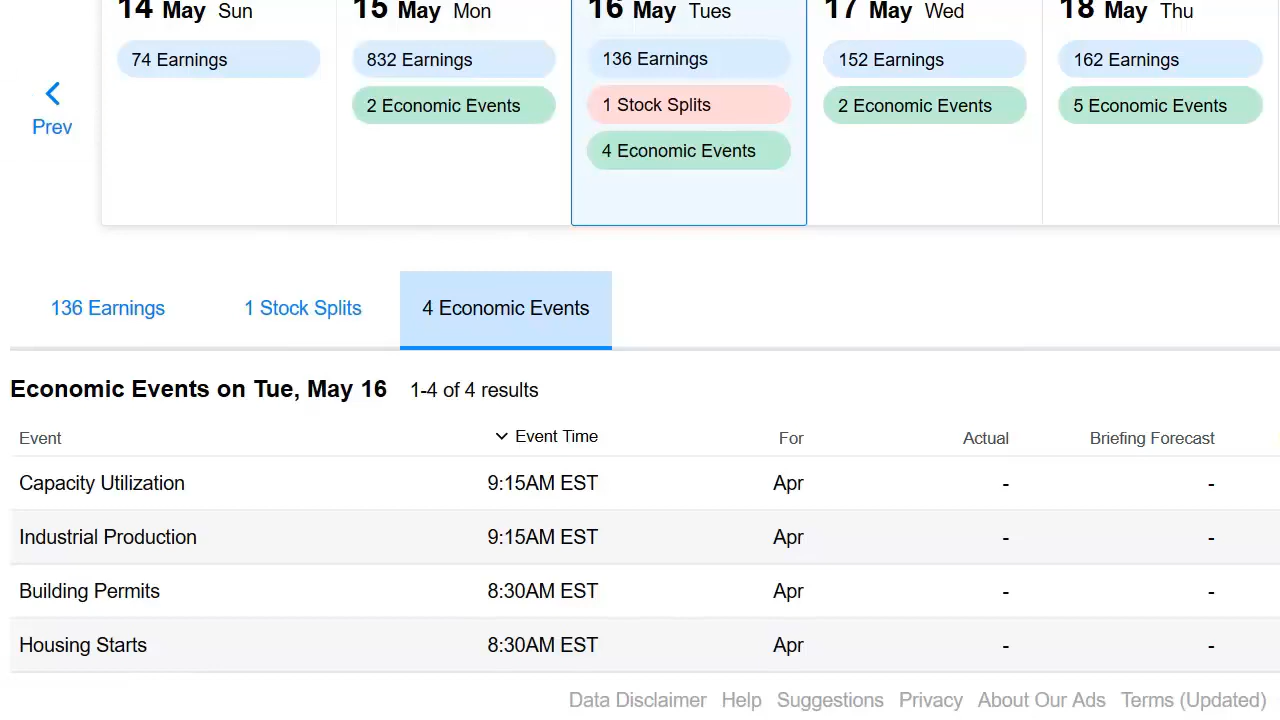 14 May Sun 15 May Mon 16 May Tues 17 May Wed 18 May Thu
74 Earnings 832 Earnings 136 Earnings 152 Earnings 162 Earnings
2 Economic Events 1 Stock Splits 2 Economic Events 5 Economic Events
Prev
4 Economic Events
136 Earnings 1 Stock Splits 4 Economic Events
Economic Events on Tue, May 16 1-4 of 4 results
Event Event Time For Actual Briefing Forecast
Capacity Utilization 9:15AM EST Apr - -
Industrial Production 9:15AM EST Apr - -
Building Permits 8:30AM EST Apr - -
Housing Starts 8:30AM EST Apr - -
Data Disclaimer Help Suggestions Privacy About Our Ads Terms (Updated)